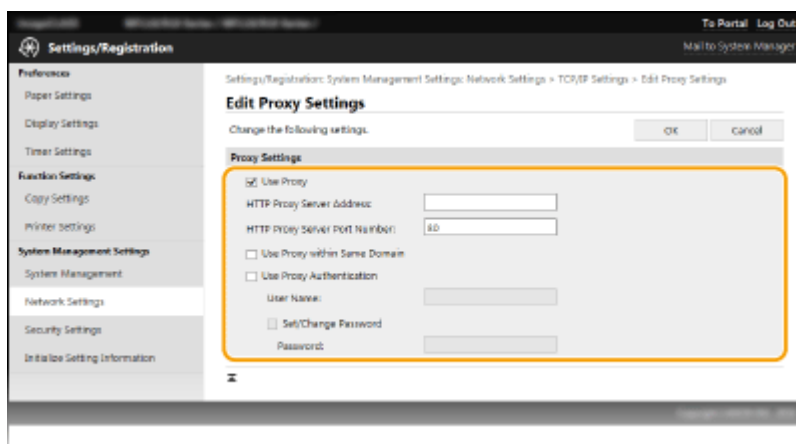 To Portal Log Out
Settings/Registration
Mail to System Manager
Preferences
Paper Settings
Display Settings
Timer Settings
Function Settings
Copy Settings
Printer Settings
System Management Settings
System Management
Network Settings
Security Settings
Initialize Setting Information
Settings/Registration: System Management Settings: Network Settings > TCP/IP Settings > Edit Proxy Settings
Edit Proxy Settings
Change the following settings.
OK
Cancel
Proxy Settings
Use Proxy
HTTP Proxy Server Address:
HTTP Proxy Server Port Number:
80
Use Proxy within Same Domain
Use Proxy Authentication
User Name:
Set/Change Password
Password: